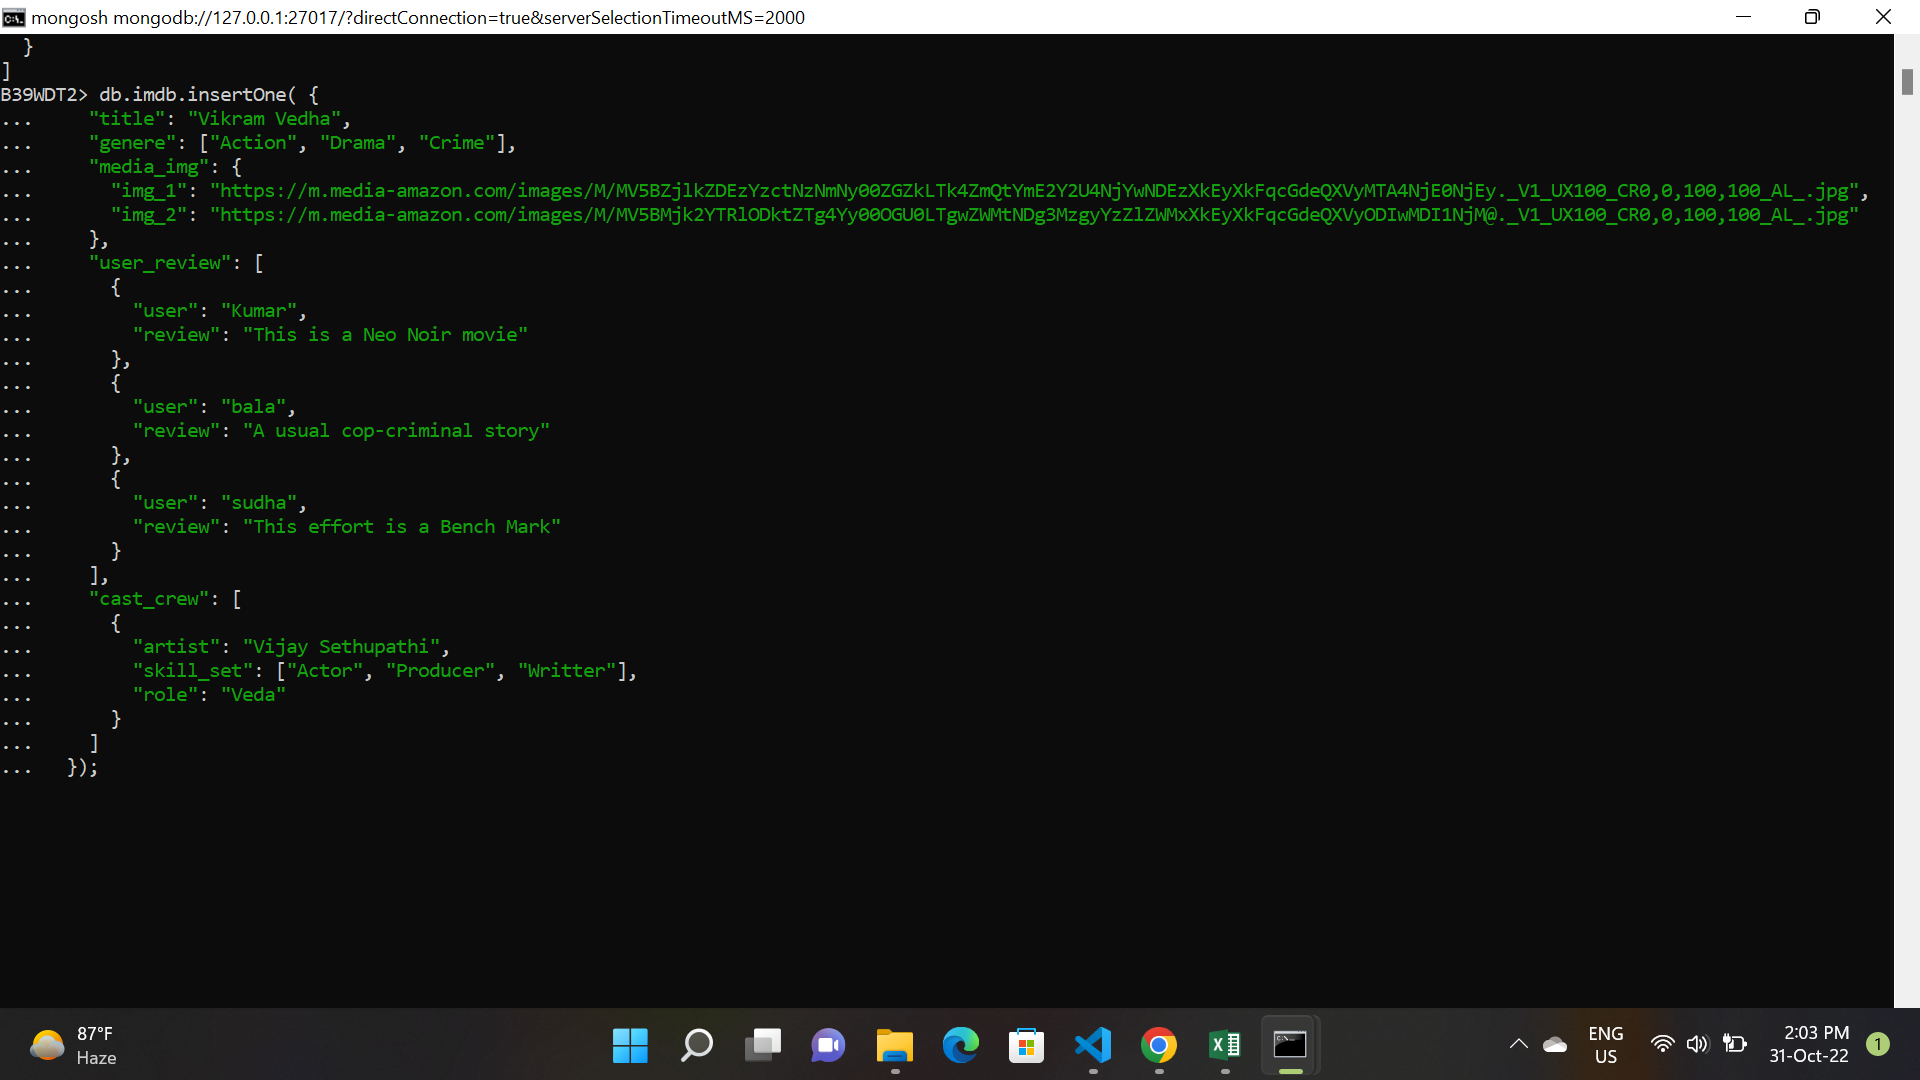 mongosh mongodb://127.0.0.1:27017/?directConnection=true&serverSelectionTimeoutMS=2000
}
]
B39WDT2> db.imdb.insertOne( {
... "title": "Vikram Vedha",
... "genere": ["Action", "Drama", "Crime"],
... "media_img": {
... "img_1": "https://m.media-amazon.com/images/M/MV5BZjlkZDEzYzctNzNmNy00ZGZkLTk4ZmQtYmE2Y2U4NjYwNDEzXkEyXkFqcGdeQXVyMTA4NjE0NjEy._V1_UX100_CR0,0,100,100_AL_.jpg",
... "img_2": "https://m.media-amazon.com/images/M/MV5BMjk2YTRlODktZTg4Yy00OGU0LTgwZWMtNDg3MzgyYzZlZWMxXkEyXkFqcGdeQXVyODIwMDI1NjM@._V1_UX100_CR0,0,100,100_AL_.jpg"
... },
... "user_review": [
... {
... "user": "Kumar",
... "review": "This is a Neo Noir movie"
... },
... {
... "user": "bala",
... "review": "A usual cop-criminal story"
... },
... {
... "user": "sudha",
... "review": "This effort is a Bench Mark"
... }
... ],
... "cast_crew": [
... {
... "artist": "Vijay Sethupathi",
... "skill_set": ["Actor", "Producer", "Writter"],
... "role": "Veda"
... }
... ]
... });
87°F
Haze
ENG
US
2:03 PM
31-Oct-22
1